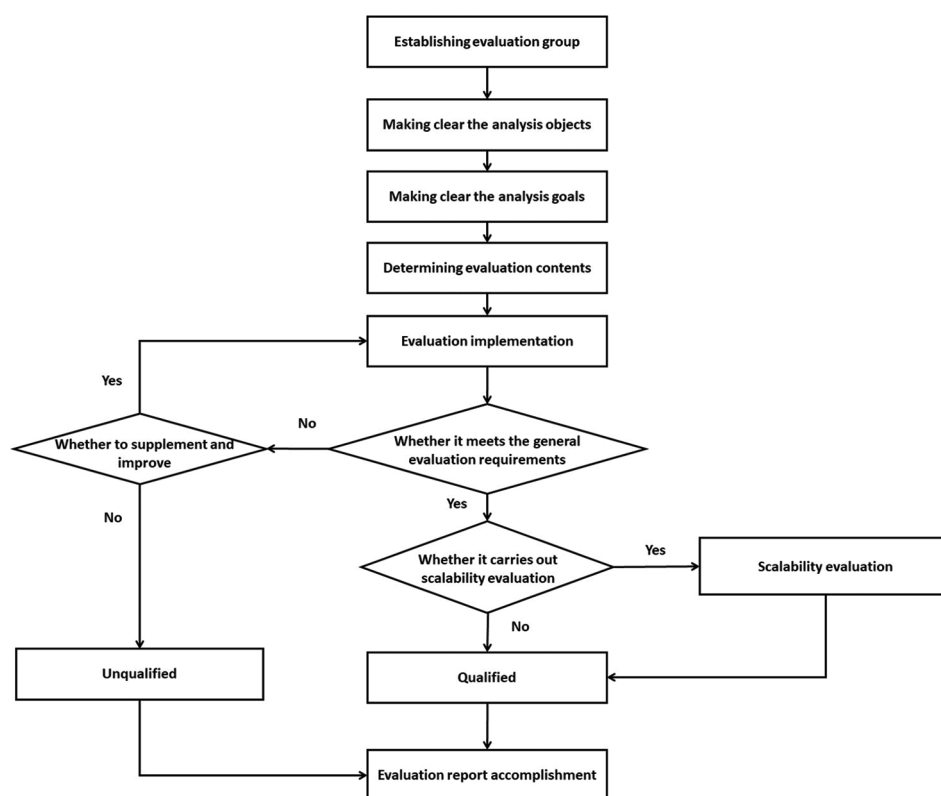 Establishing evaluation group
Making clear the analysis objects
Making clear the analysis goals
Determining evaluation contents
Evaluation implementation
Yes
No
Whether to supplement and
improve
Whether it meets the general
evaluation requirements
No
Yes
Whether it carries out
scalability evaluation
Yes
Scalability evaluation
No
Unqualified
Qualified
Evaluation report accomplishment